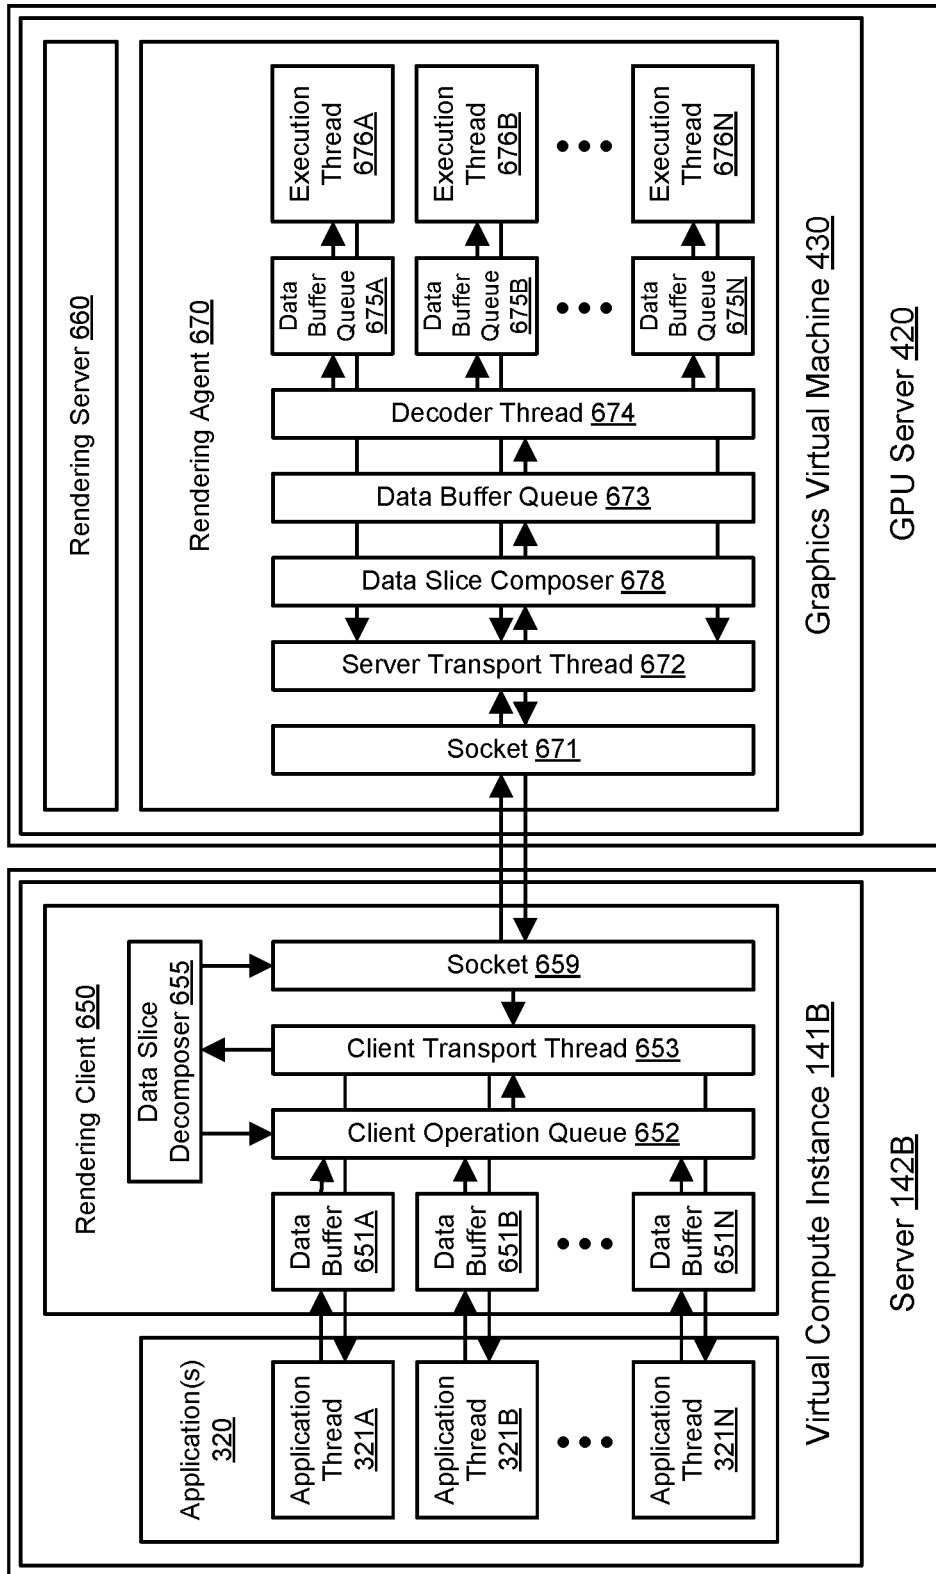 Rendering Server 660
Rendering Agent 670
Execution
Thread
676A
Execution
Thread
676B
Execution
Thread
676N
Data
Buffer
Queue
675A
Data
Buffer
Queue
675B
Data
Buffer
Queue
675N
Decoder Thread 674
Data Buffer Queue 673
Data Slice Composer 678
Server Transport Thread 672
Socket 671
Graphics Virtual Machine 430
GPU Server 420
Rendering Client 650
Data Slice
Decomposer 655
Socket 659
Client Transport Thread 653
Client Operation Queue 652
Data
Buffer
651A
Data
Buffer
651B
Data
Buffer
651N
Application(s)
320
Application
Thread
321A
Application
Thread
321B
Application
Thread
321N
Virtual Compute Instance 141B
Server 142B